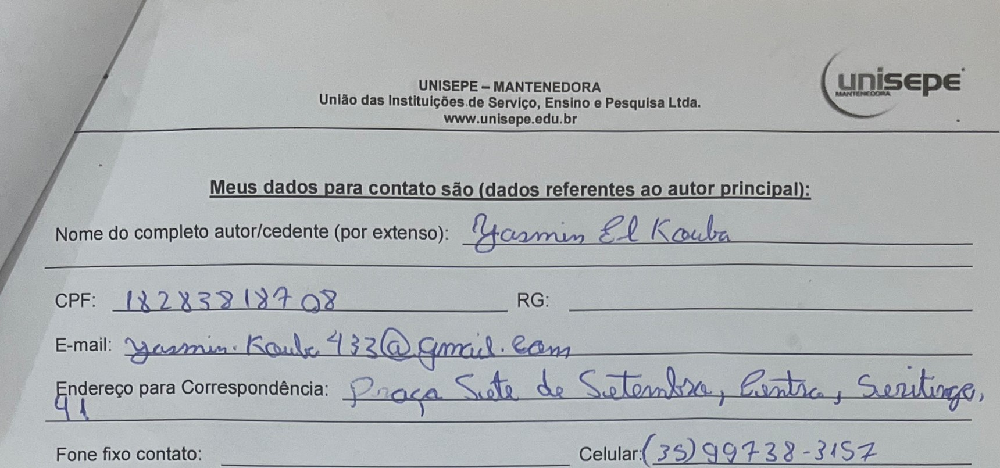 unisepe
MANTENEDORA
UNISEPE – MANTENEDORA
União das Instituições de Serviço, Ensino e Pesquisa Ltda.
www.unisepe.edu.br
Meus dados para contato são (dados referentes ao autor principal):
Nome do completo autor/cedente (por extenso): Yasmin El Kouba
CPF: 182838187 08 RG:
E-mail: yasmin.Kouba433@gmail.com
Endereço para Correspondência: Praça Sete de Setembro, Centro, Seritinga,
91
Fone fixo contato: Celular: (35) 99738-3157